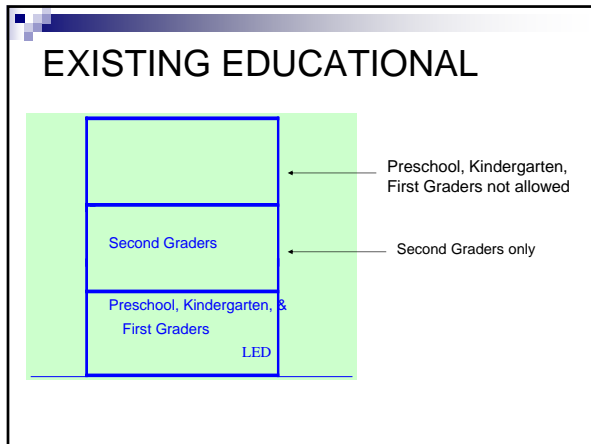 EXISTING EDUCATIONAL
Preschool, Kindergarten,
First Graders not allowed
Second Graders
Second Graders only
Preschool, Kindergarten, &
First Graders
LED